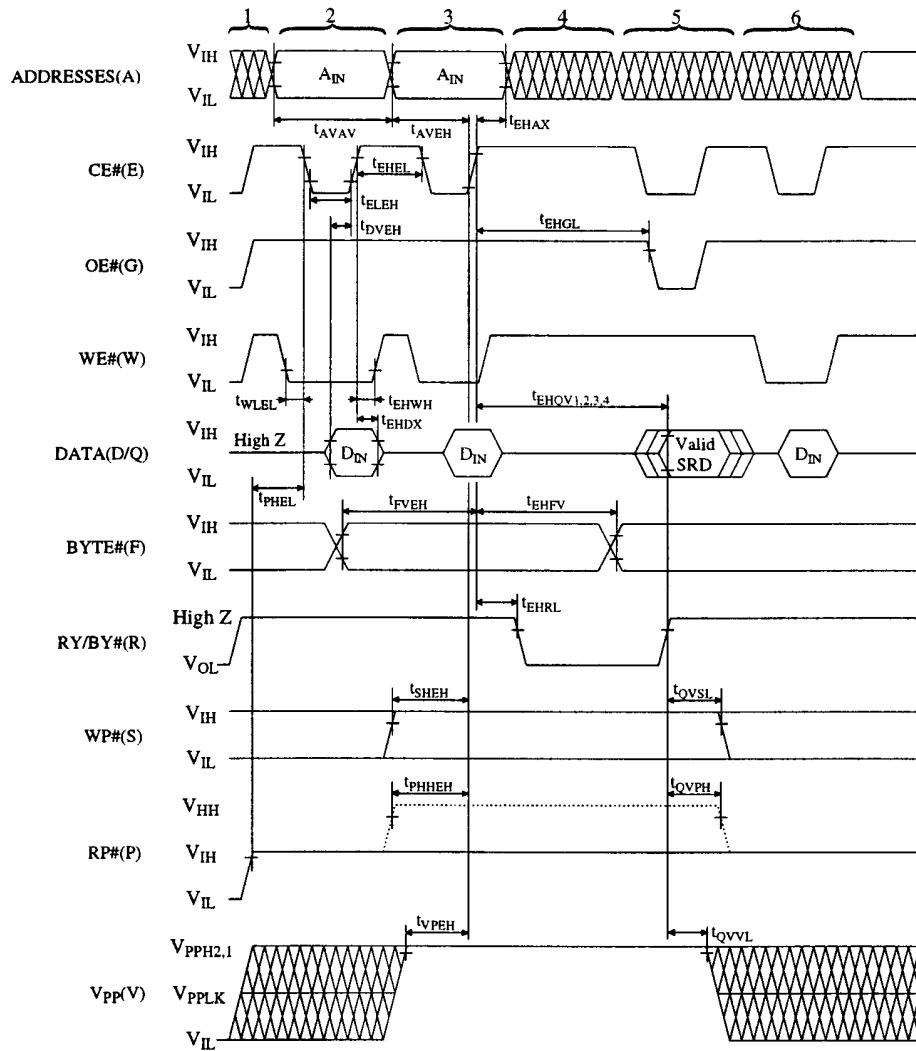 1 2 3 4 5 6
V_IH
ADDRESSES(A) A_IN A_IN
V_IL
t_AVAV t_AVEH t_EHAX
V_IH
CE#(E) t_EHEL
V_IL
t_ELEH
t_DVEH t_EHGL
V_IH
OE#(G)
V_IL
V_IH
WE#(W)
V_IL
t_WLEL t_EHWH t_EHQV1,2,3,4
t_EHDX
V_IH
DATA(D/Q) High Z D_IN D_IN Valid SRD D_IN
V_IL
t_PHEL t_FVEH t_EHFV
V_IH
BYTE#(F)
V_IL
t_EHRL
High Z
RY/BY#(R)
V_OL
t_SHEH t_QVSL
V_IH
WP#(S)
V_IL
t_PHHEH t_QVPH
V_HH
RP#(P) V_IH
V_IL
t_VPEH t_QVVL
V_PPH2,1
V_PP(V) V_PPLK
V_IL